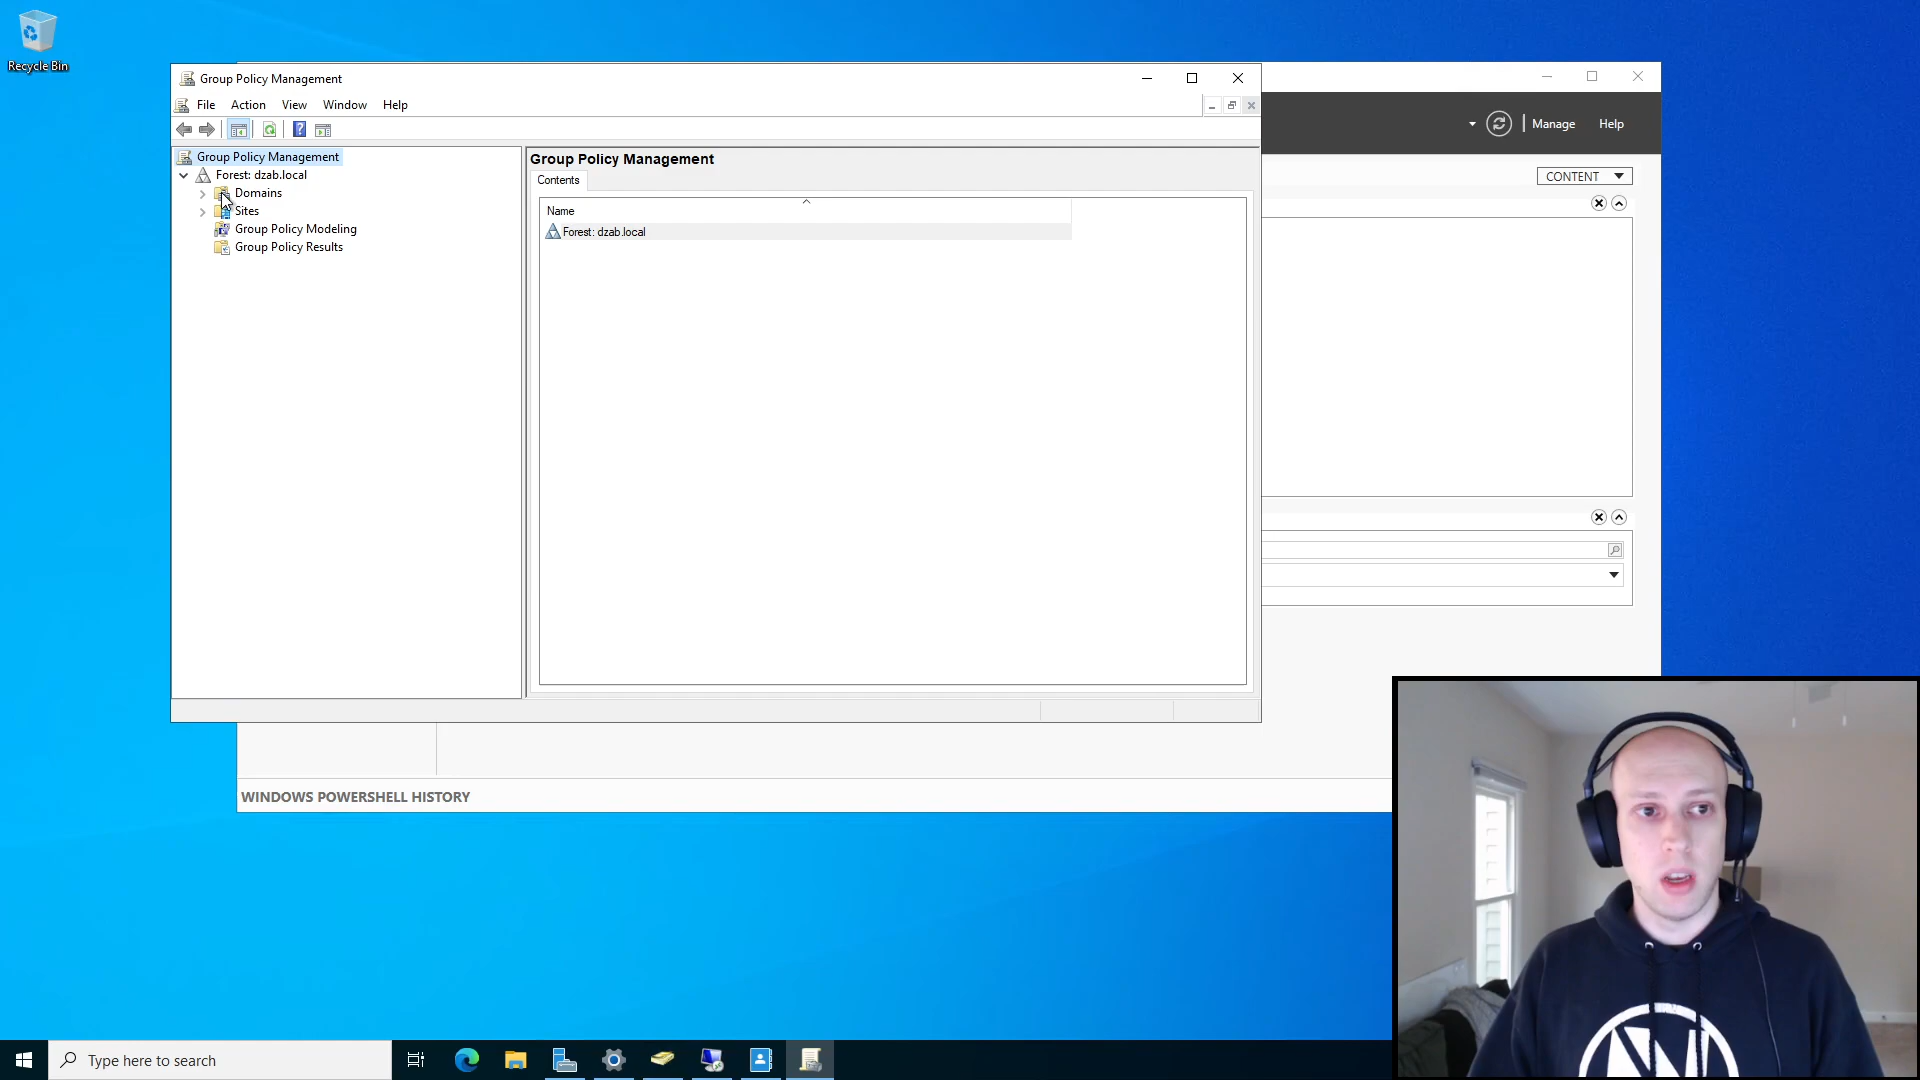 Recycle Bin
Group Policy Management
File Action View Window Help
Manage Help
Group Policy Management
Forest: dzab.local
Domains
Sites
Group Policy Modeling
Group Policy Results
Group Policy Management
Contents
Name
Forest: dzab.local
CONTENT
WINDOWS POWERSHELL HISTORY
Type here to search